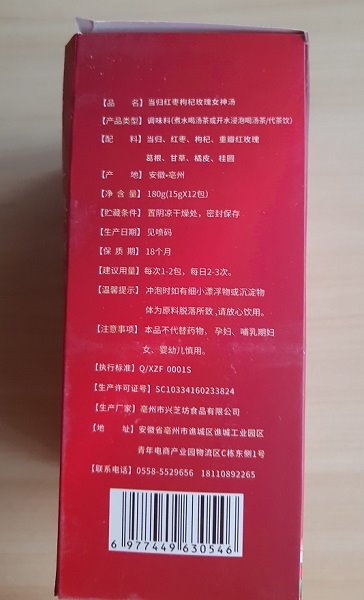 【品 名】当归红枣枸杞玫瑰女神汤
【产品类型】调味料(煮水喝汤茶或开水浸泡喝汤茶/代茶饮)
【配 料】当归、红枣、枸杞、重瓣红玫瑰
葛根、甘草、橘皮、桂圆
【产 地】安徽·亳州
【净 含 量】180g(15gX12包)
【贮藏条件】置阴凉干燥处，密封保存
【生产日期】见喷码
【保 质 期】18个月
【建议用量】每次1-2包，每日2-3次。
【温馨提示】冲泡时如有细小漂浮物或沉淀物
体为原料脱落所致,请放心饮用。
【注意事项】本品不代替药物、孕妇、哺乳期妇
女、婴幼儿慎用。
【执行标准】Q/XZF 0001S
【生产许可证号】SC10334160233824
【生产厂家】亳州市兴芝坊食品有限公司
【地 址】安徽省亳州市谯城区谯城工业园区
青年电商产业园物流区C栋东侧1号
【联系电话】0558-5529656 18110892265
6 977449 630546